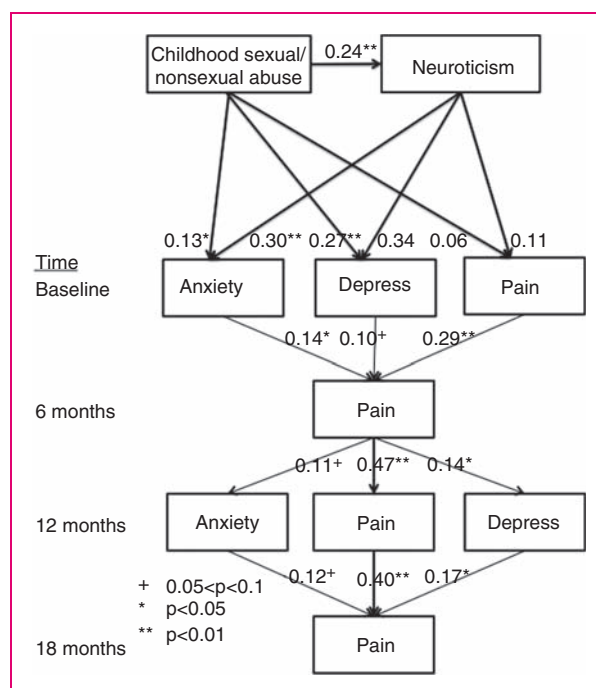 Childhood sexual/
nonsexual abuse
0.24**
Neuroticism
0.13* 0.30** 0.27** 0.34 0.06 0.11
Time
Baseline
Anxiety
Depress
Pain
0.14* 0.10+ 0.29**
6 months
Pain
0.11+ 0.47** 0.14*
12 months
Anxiety
Pain
Depress
0.12+ 0.40** 0.17*
+ 0.05<p<0.1
* p<0.05
** p<0.01
18 months
Pain